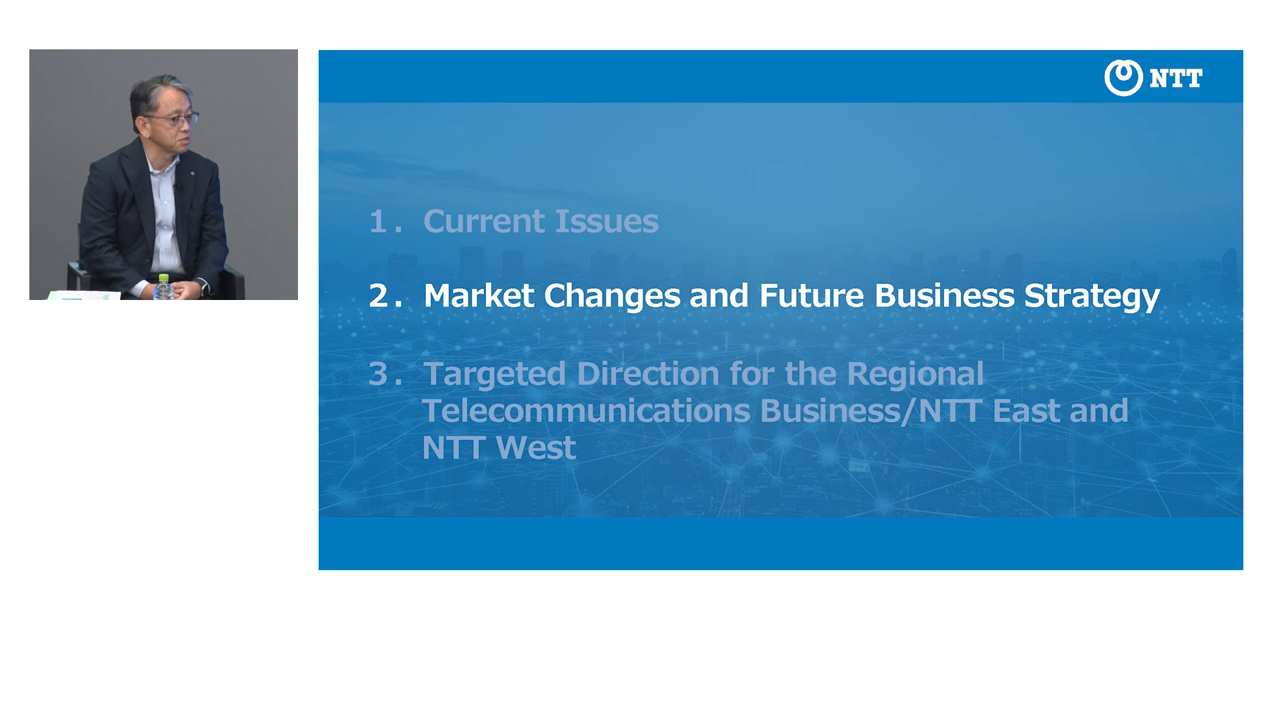 NTT
１. Current Issues
２. Market Changes and Future Business Strategy
３. Targeted Direction for the Regional
Telecommunications Business/NTT East and
NTT West